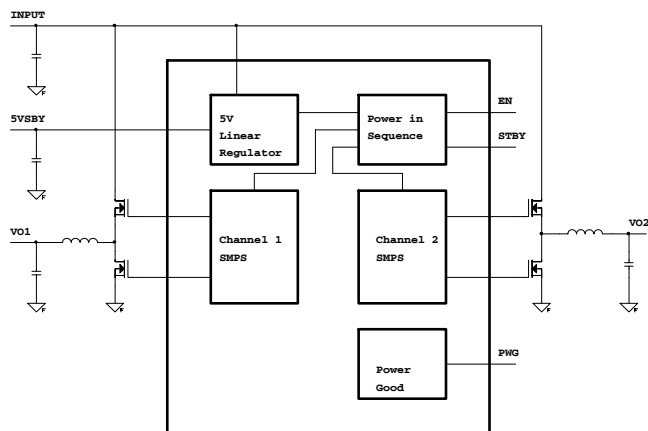 INPUT
5VSBY
5V
Linear
Regulator
Power in
Sequence
EN
STBY
Channel 1
SMPS
Channel 2
SMPS
VO1
VO2
Power
Good
PWG
F
F
F
F
F
F